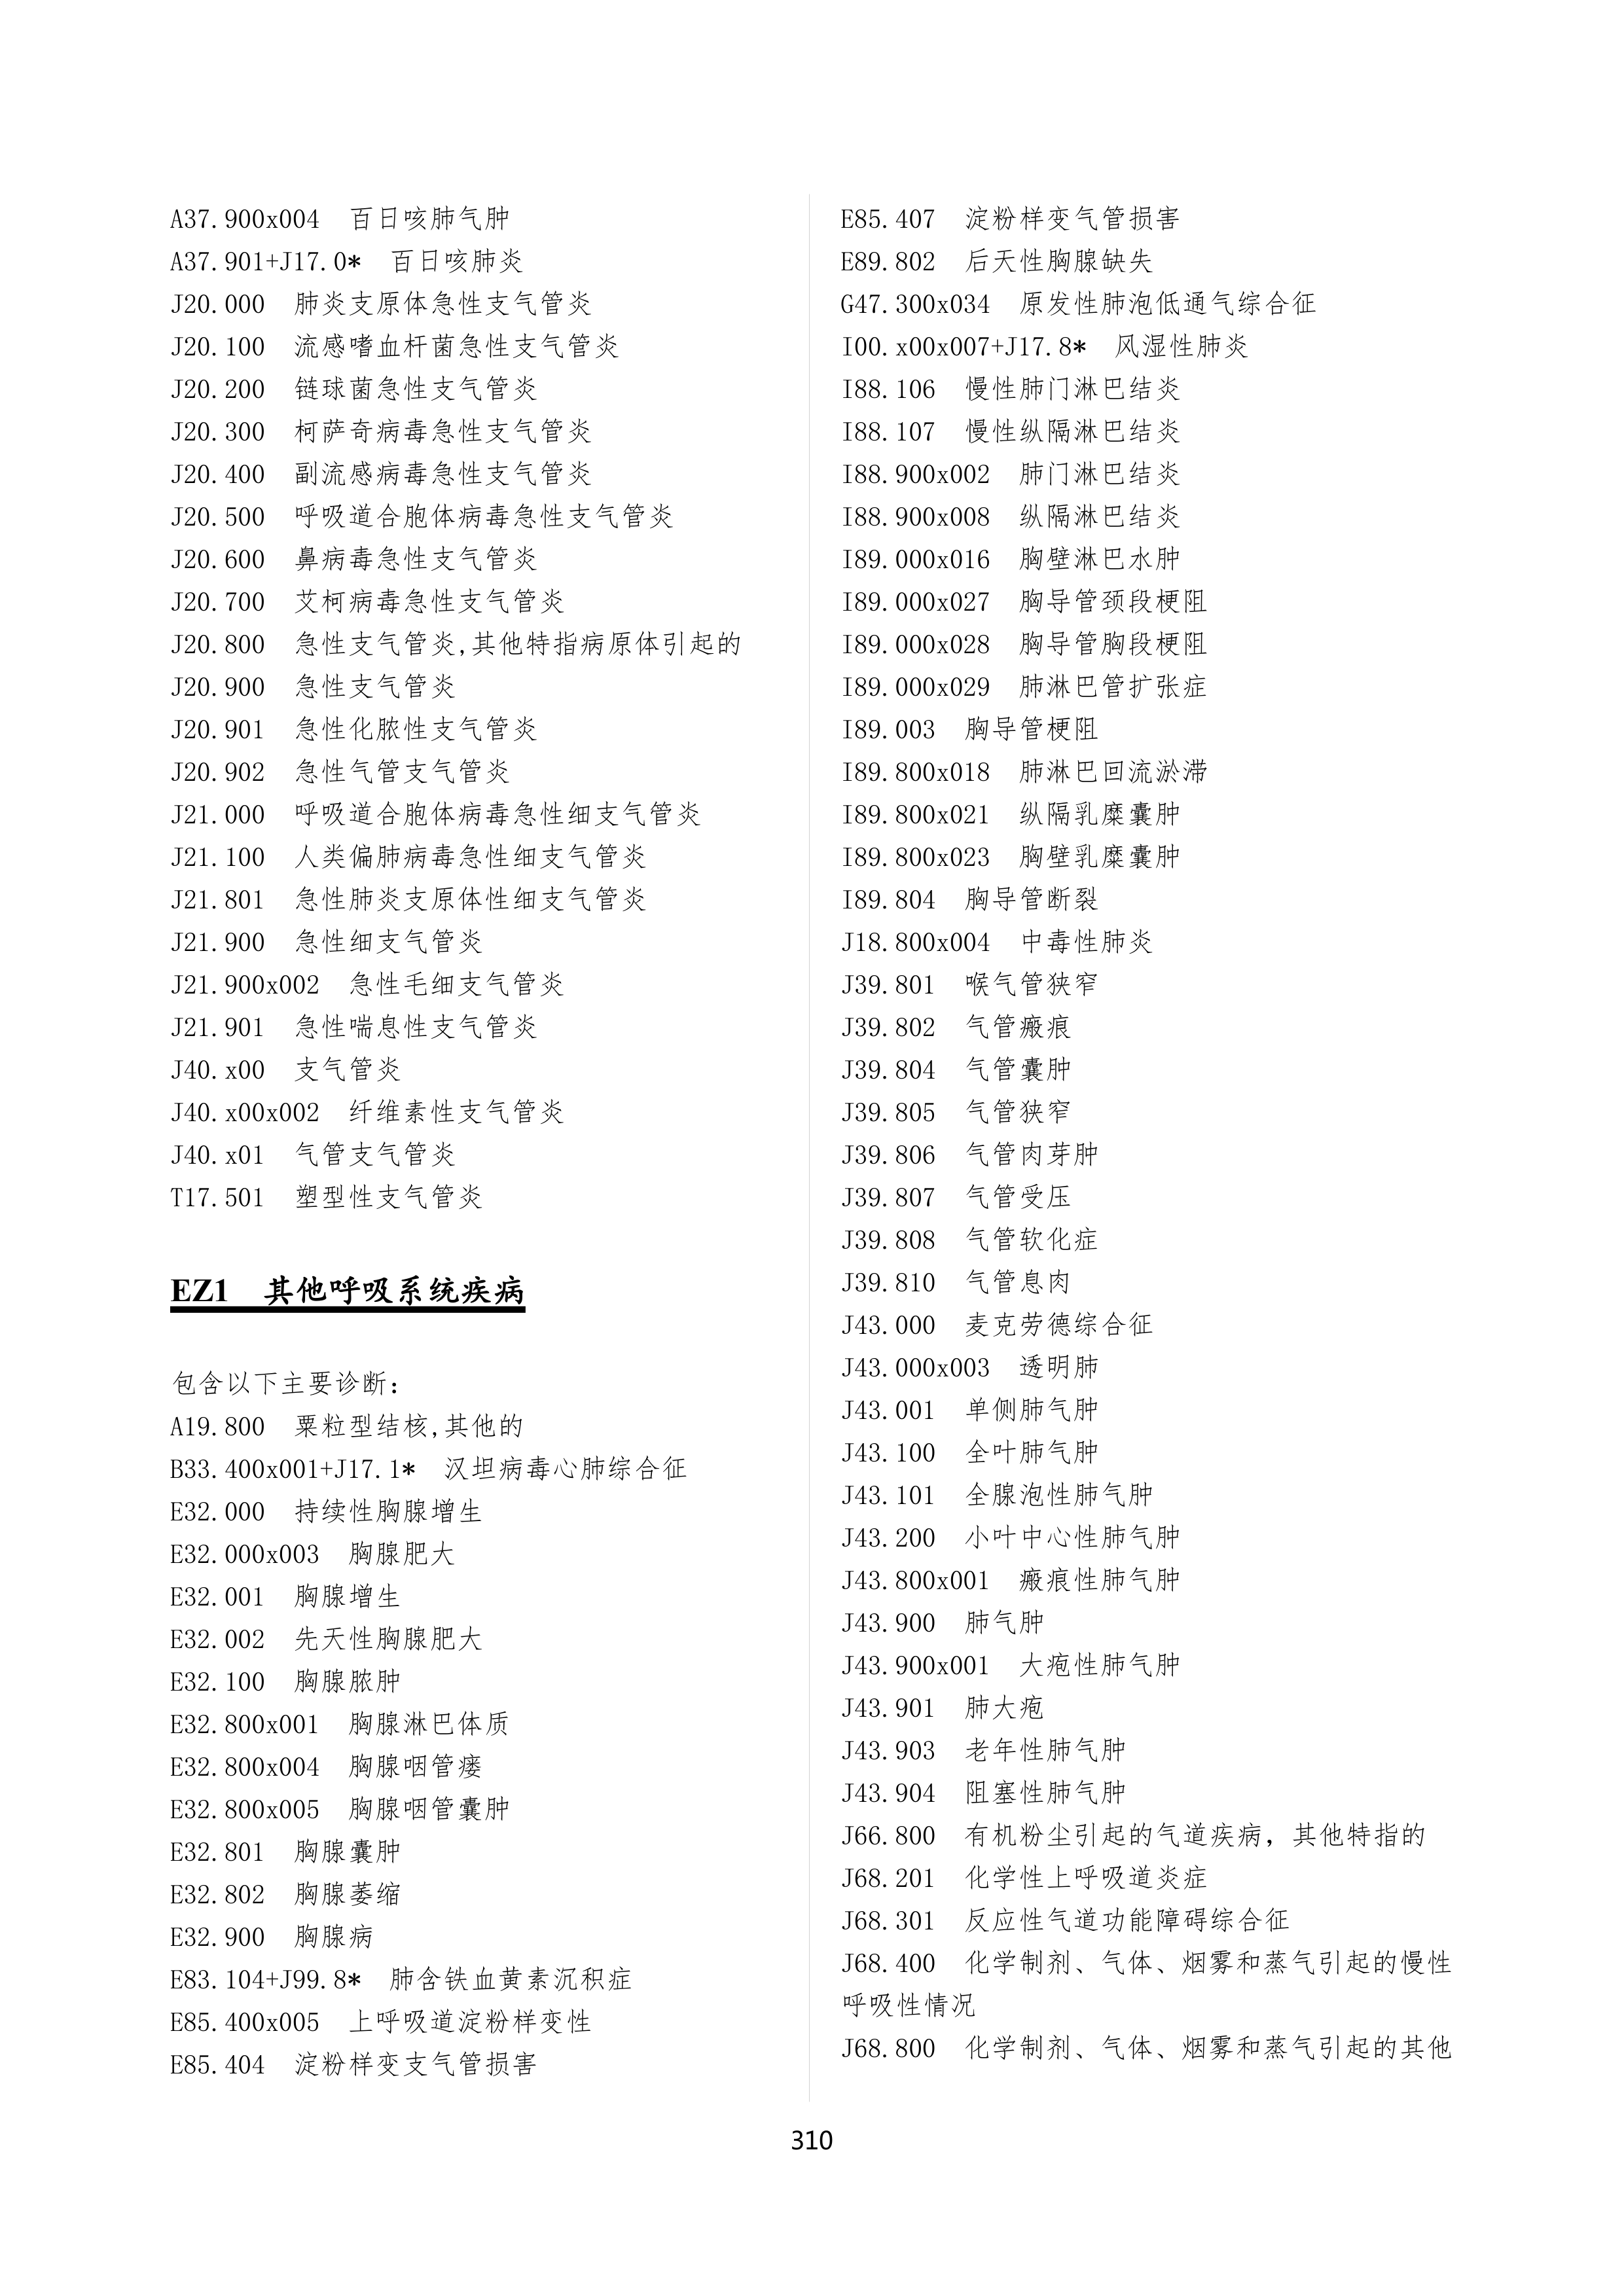 A37.900x004 百日咳肺气肿
A37.901+J17.0* 百日咳肺炎
J20.000 肺炎支原体急性支气管炎
J20.100 流感嗜血杆菌急性支气管炎
J20.200 链球菌急性支气管炎
J20.300 柯萨奇病毒急性支气管炎
J20.400 副流感病毒急性支气管炎
J20.500 呼吸道合胞体病毒急性支气管炎
J20.600 鼻病毒急性支气管炎
J20.700 艾柯病毒急性支气管炎
J20.800 急性支气管炎,其他特指病原体引起的
J20.900 急性支气管炎
J20.901 急性化脓性支气管炎
J20.902 急性气管支气管炎
J21.000 呼吸道合胞体病毒急性细支气管炎
J21.100 人类偏肺病毒急性细支气管炎
J21.801 急性肺炎支原体性细支气管炎
J21.900 急性细支气管炎
J21.900x002 急性毛细支气管炎
J21.901 急性喘息性支气管炎
J40.x00 支气管炎
J40.x00x002 纤维素性支气管炎
J40.x01 气管支气管炎
T17.501 塑型性支气管炎
EZ1 其他呼吸系统疾病
包含以下主要诊断：
A19.800 粟粒型结核,其他的
B33.400x001+J17.1* 汉坦病毒心肺综合征
E32.000 持续性胸腺增生
E32.000x003 胸腺肥大
E32.001 胸腺增生
E32.002 先天性胸腺肥大
E32.100 胸腺脓肿
E32.800x001 胸腺淋巴体质
E32.800x004 胸腺咽管瘘
E32.800x005 胸腺咽管囊肿
E32.801 胸腺囊肿
E32.802 胸腺萎缩
E32.900 胸腺病
E83.104+J99.8* 肺含铁血黄素沉积症
E85.400x005 上呼吸道淀粉样变性
E85.404 淀粉样变支气管损害
E85.407 淀粉样变气管损害
E89.802 后天性胸腺缺失
G47.300x034 原发性肺泡低通气综合征
I00.x00x007+J17.8* 风湿性肺炎
I88.106 慢性肺门淋巴结炎
I88.107 慢性纵隔淋巴结炎
I88.900x002 肺门淋巴结炎
I88.900x008 纵隔淋巴结炎
I89.000x016 胸壁淋巴水肿
I89.000x027 胸导管颈段梗阻
I89.000x028 胸导管胸段梗阻
I89.000x029 肺淋巴管扩张症
I89.003 胸导管梗阻
I89.800x018 肺淋巴回流淤滞
I89.800x021 纵隔乳糜囊肿
I89.800x023 胸壁乳糜囊肿
I89.804 胸导管断裂
J18.800x004 中毒性肺炎
J39.801 喉气管狭窄
J39.802 气管瘢痕
J39.804 气管囊肿
J39.805 气管狭窄
J39.806 气管肉芽肿
J39.807 气管受压
J39.808 气管软化症
J39.810 气管息肉
J43.000 麦克劳德综合征
J43.000x003 透明肺
J43.001 单侧肺气肿
J43.100 全叶肺气肿
J43.101 全腺泡性肺气肿
J43.200 小叶中心性肺气肿
J43.800x001 瘢痕性肺气肿
J43.900 肺气肿
J43.900x001 大疱性肺气肿
J43.901 肺大疱
J43.903 老年性肺气肿
J43.904 阻塞性肺气肿
J66.800 有机粉尘引起的气道疾病，其他特指的
J68.201 化学性上呼吸道炎症
J68.301 反应性气道功能障碍综合征
J68.400 化学制剂、气体、烟雾和蒸气引起的慢性
呼吸性情况
J68.800 化学制剂、气体、烟雾和蒸气引起的其他
310